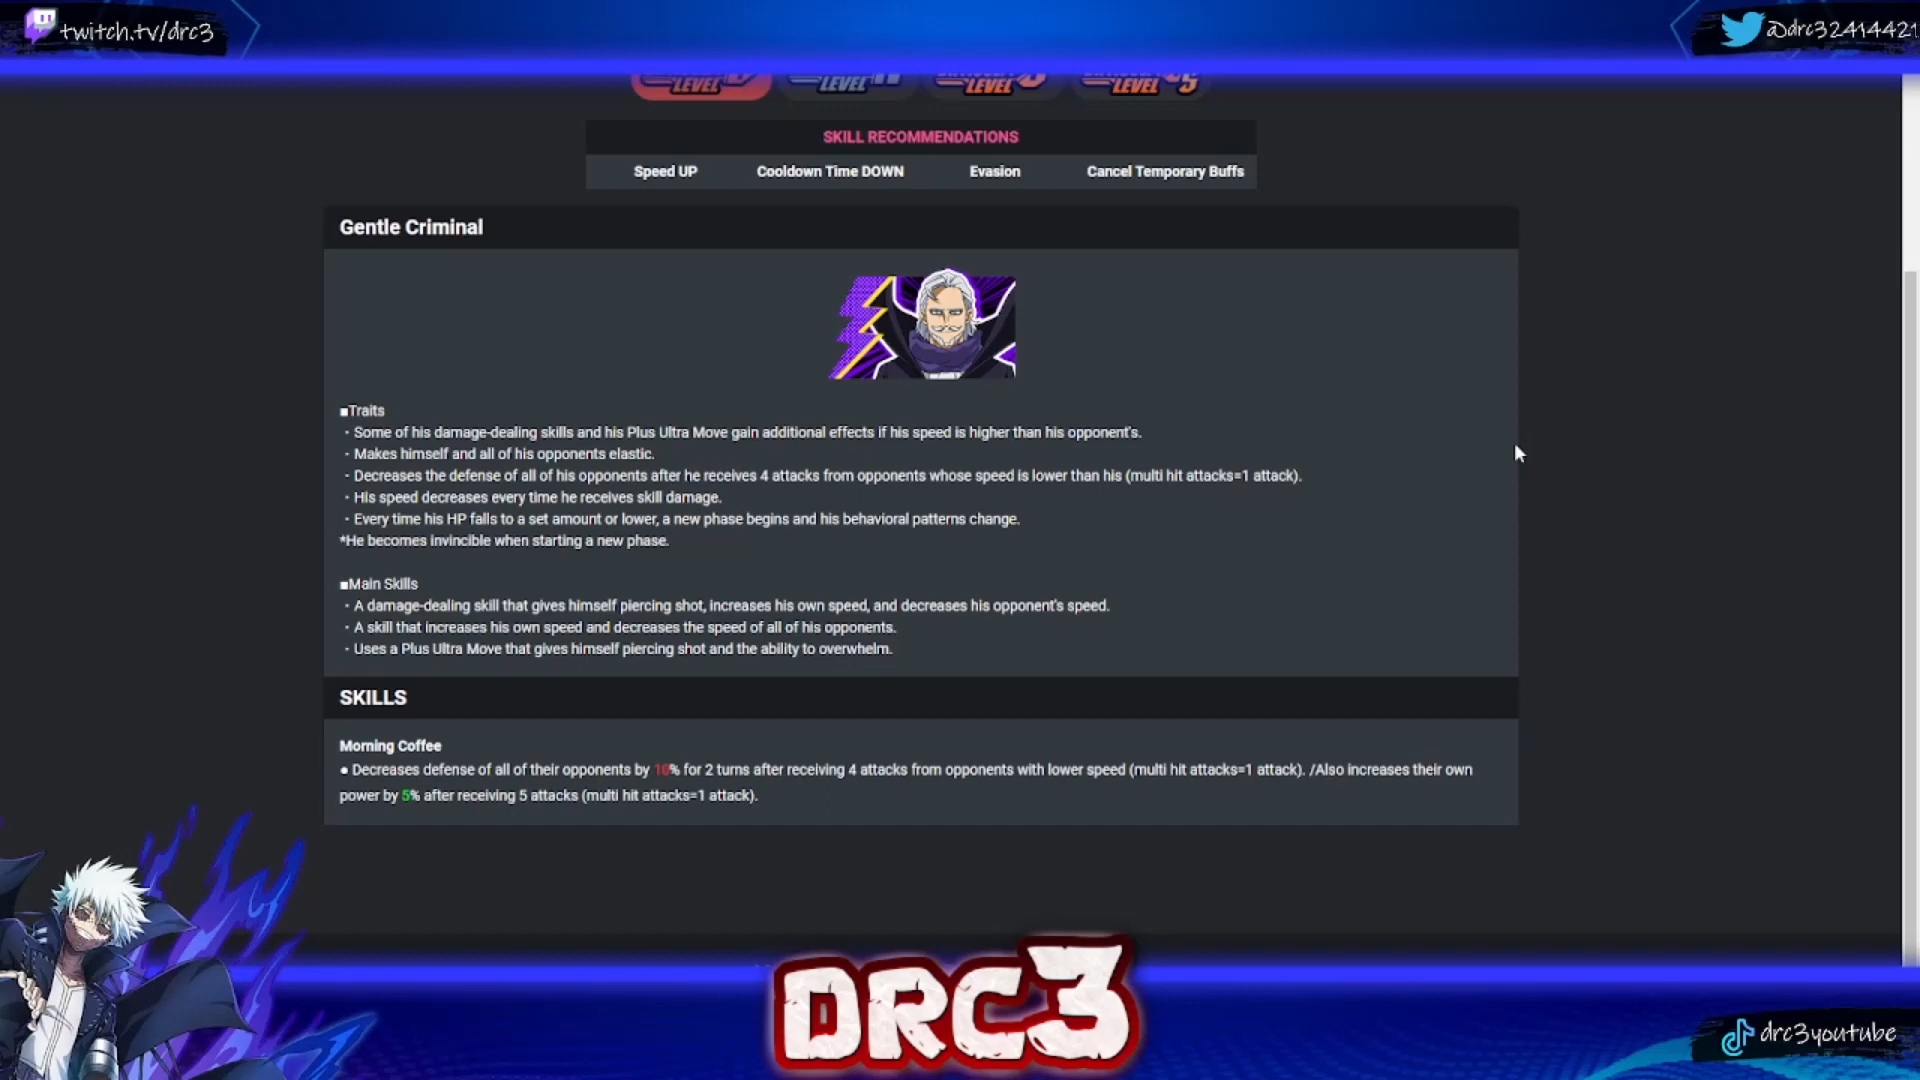 twitch.tv/drc3
@drc32414421
LEVEL
LEVEL
LEVEL
LEVEL
SKILL RECOMMENDATIONS
Speed UP Cooldown Time DOWN Evasion Cancel Temporary Buffs
Gentle Criminal
■Traits
・Some of his damage-dealing skills and his Plus Ultra Move gain additional effects if his speed is higher than his opponent's.
・Makes himself and all of his opponents elastic.
・Decreases the defense of all of his opponents after he receives 4 attacks from opponents whose speed is lower than his (multi hit attacks=1 attack).
・His speed decreases every time he receives skill damage.
・Every time his HP falls to a set amount or lower, a new phase begins and his behavioral patterns change.
*He becomes invincible when starting a new phase.
■Main Skills
・A damage-dealing skill that gives himself piercing shot, increases his own speed, and decreases his opponent's speed.
・A skill that increases his own speed and decreases the speed of all of his opponents.
・Uses a Plus Ultra Move that gives himself piercing shot and the ability to overwhelm.
SKILLS
Morning Coffee
● Decreases defense of all of their opponents by 10% for 2 turns after receiving 4 attacks from opponents with lower speed (multi hit attacks=1 attack). /Also increases their own
power by 5% after receiving 5 attacks (multi hit attacks=1 attack).
DRC3
drc3youtube